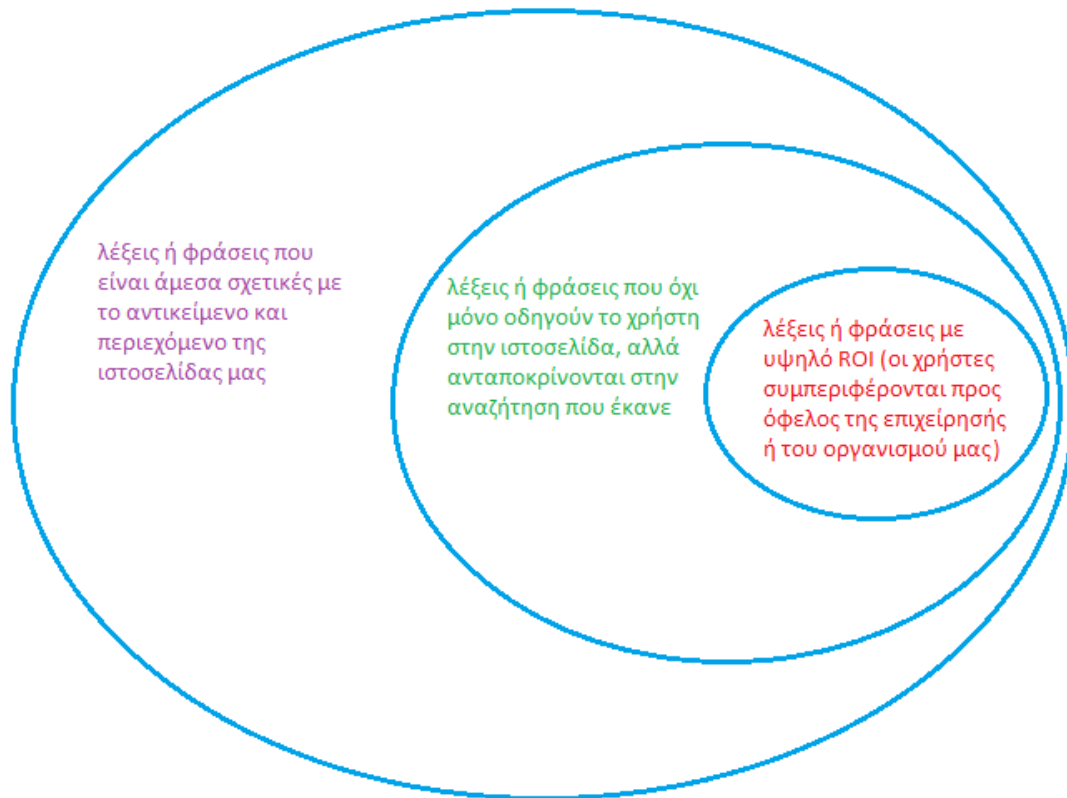 λέξεις ή φράσεις που
είναι άμεσα σχετικές με
το αντικείμενο και
περιεχόμενο της
ιστοσελίδας μας
λέξεις ή φράσεις που όχι
μόνο οδηγούν το χρήστη
στην ιστοσελίδα, αλλά
ανταποκρίνονται στην
αναζήτηση που έκανε
λέξεις ή φράσεις με
υψηλό ROI (οι χρήστες
συμπεριφέρονται προς
όφελος της επιχείρησής
ή του οργανισμού μας)